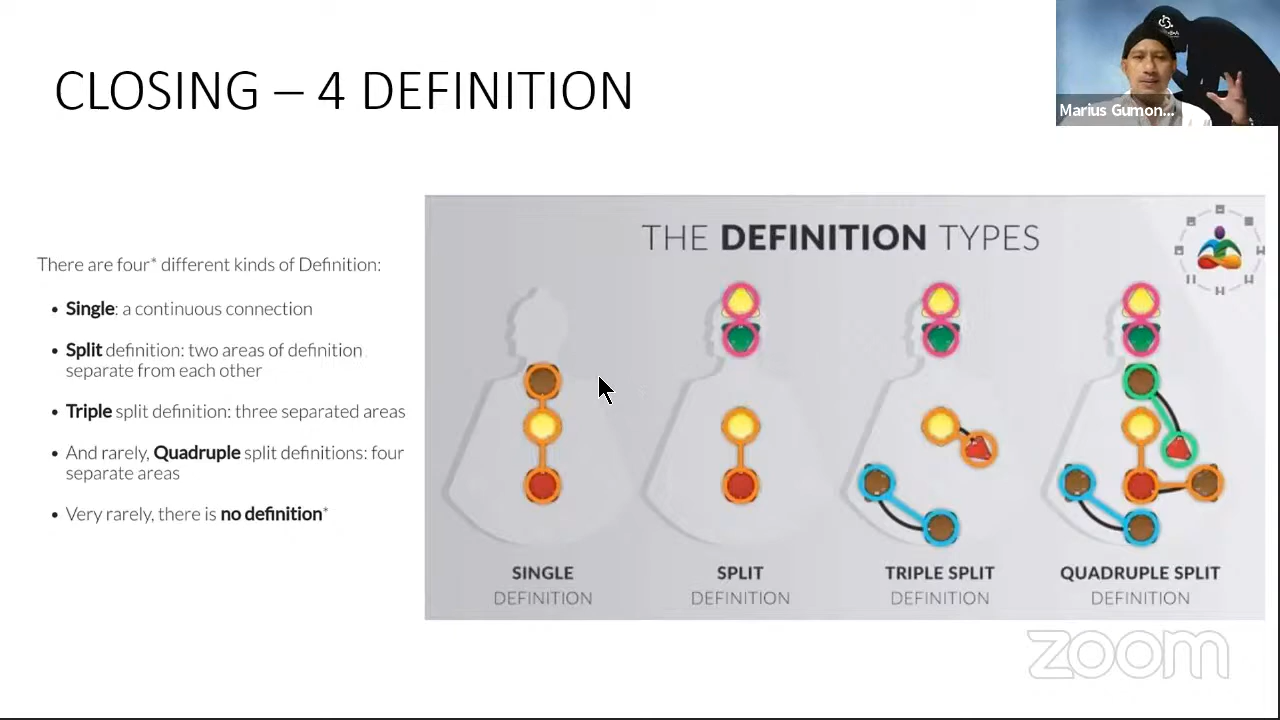 CLOSING – 4 DEFINITION
Marius Gumon...
There are four* different kinds of Definition:
• Single: a continuous connection
• Split definition: two areas of definition
separate from each other
• Triple split definition: three separated areas
• And rarely, Quadruple split definitions: four
separate areas
• Very rarely, there is no definition*
THE DEFINITION TYPES
SINGLE
DEFINITION
SPLIT
DEFINITION
TRIPLE SPLIT
DEFINITION
QUADRUPLE SPLIT
DEFINITION
zoom